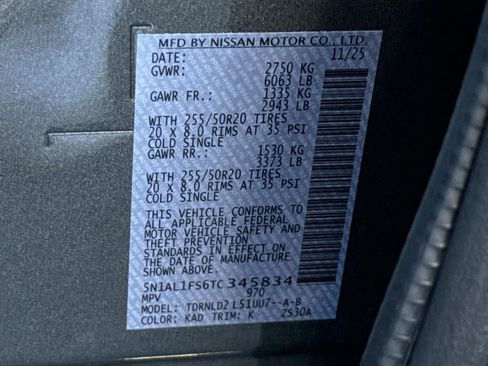 MFD BY NISSAN MOTOR CO., LTD.
DATE: 11/25
GVWR: 2750 KG
6063 LB
GAWR FR.: 1335 KG
2943 LB
WITH 255/50R20 TIRES
20 X 8.0 RIMS AT 35 PSI
COLD SINGLE
GAWR RR.: 1530 KG
3373 LB
WITH 255/50R20 TIRES
20 X 8.0 RIMS AT 35 PSI
COLD SINGLE
THIS VEHICLE CONFORMS TO
ALL APPLICABLE FEDERAL
MOTOR VEHICLE SAFETY AND
THEFT PREVENTION
STANDARDS IN EFFECT ON
THE DATE OF MANUFACTURE
SHOWN ABOVE.
5N1AL1FS6TC345834
MPV 970
MODEL: TDRNLD2 L51UU7--A-B
COLOR: KAD TRIM: K ZS30A